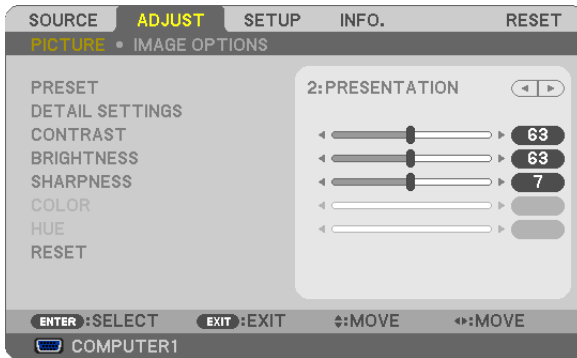 SOURCE ADJUST SETUP INFO. RESET
PICTURE • IMAGE OPTIONS
PRESET 2:PRESENTATION
DETAIL SETTINGS
CONTRAST 63
BRIGHTNESS 63
SHARPNESS 7
COLOR
HUE
RESET
ENTER:SELECT EXIT:EXIT :MOVE :MOVE
COMPUTER1